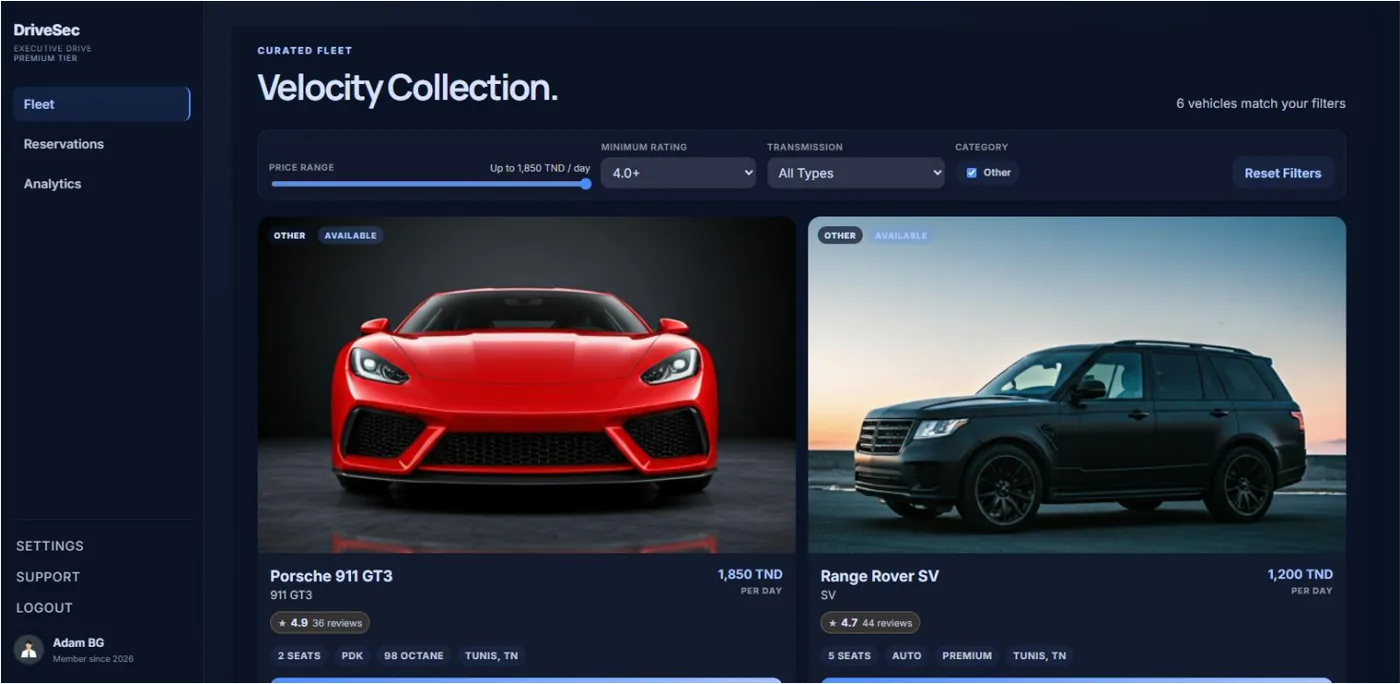 DriveSec
EXECUTIVE DRIVE
PREMIUM TIER
Fleet
Reservations
Analytics
SETTINGS
SUPPORT
LOGOUT
Adam BG
Member since 2026
CURATED FLEET
Velocity Collection.
6 vehicles match your filters
PRICE RANGE
Up to 1,850 TND / day
MINIMUM RATING
4.0+
TRANSMISSION
All Types
CATEGORY
Other
Reset Filters
OTHER AVAILABLE
Porsche 911 GT3
911 GT3
1,850 TND
PER DAY
★ 4.9 36 reviews
2 SEATS PDK 98 OCTANE TUNIS, TN
OTHER AVAILABLE
Range Rover SV
SV
1,200 TND
PER DAY
★ 4.7 44 reviews
5 SEATS AUTO PREMIUM TUNIS, TN